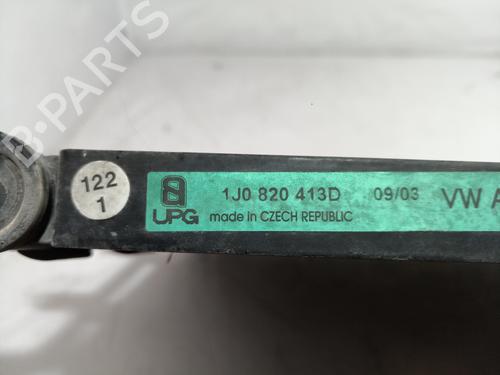 B-PARTS
122
1
UPG
1J0 820 413D 09/03 VW A
made in CZECH REPUBLIC